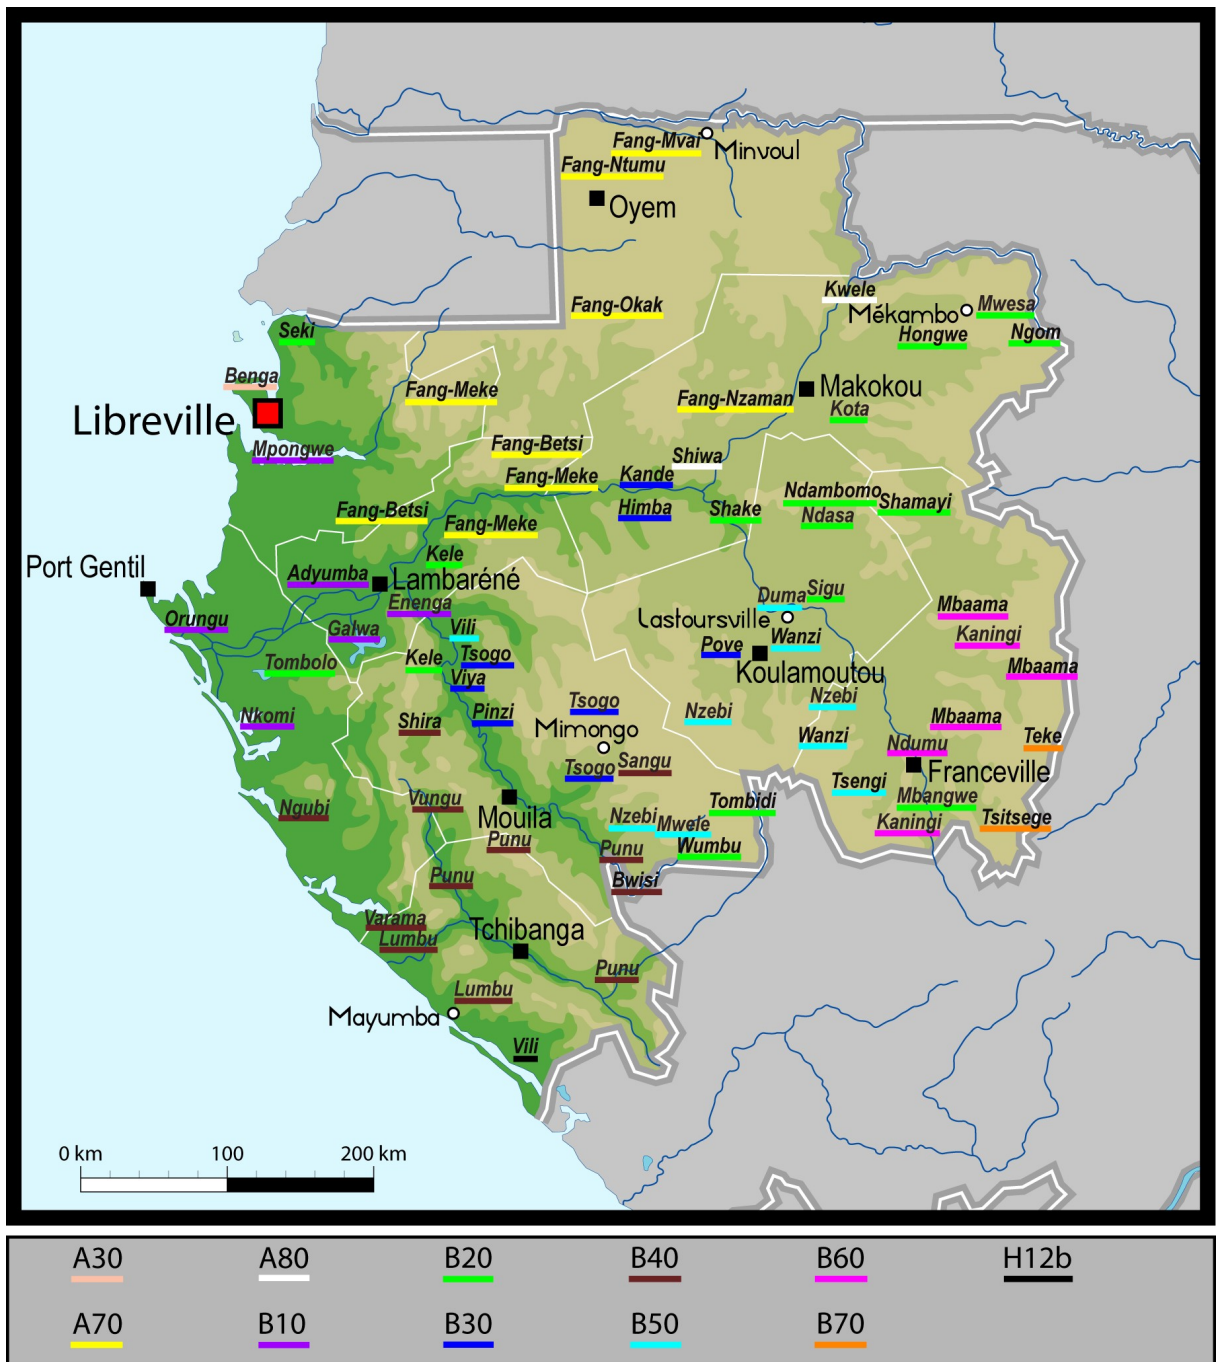 Fang-Mvai
Minvoul
Fang-Ntumu
Oyem
Kwele
Fang-Okak
Mékambo
Mwesa
Seki
Hongwe
Ngom
Benga
Fang-Meke
Makokou
Fang-Nzaman
Libreville
Kota
Mpongwe
Fang-Betsi
Shiwa
Fang-Meke
Kande
Ndambomo
Shamayi
Fang-Betsi
Himba
Shake
Ndasa
Fang-Meke
Kele
Port Gentil
Adyumba
Lambaréné
Duma
Sigu
Enenga
Mbaama
Orungu
Lastoursville
Galwa
Vili
Wanzi
Kaningi
Pove
Tombolo
Kele
Tsogo
Koulamoutou
Mbaama
Viya
Nkomi
Shira
Pinzi
Tsogo
Nzebi
Nzebi
Mbaama
Mimongo
Wanzi
Ndumu
Teke
Tsogo
Sangu
Franceville
Tsengi
Ngubi
Vungu
Mouila
Tombidi
Mbangwe
Nzebi
Mwele
Kaningi
Tsitsege
Punu
Punu
Wumbu
Punu
Bwisi
Varama
Tchibanga
Lumbu
Punu
Lumbu
Mayumba
Vili
0 km 100 200 km
A30 A80 B20 B40 B60 H12b
A70 B10 B30 B50 B70